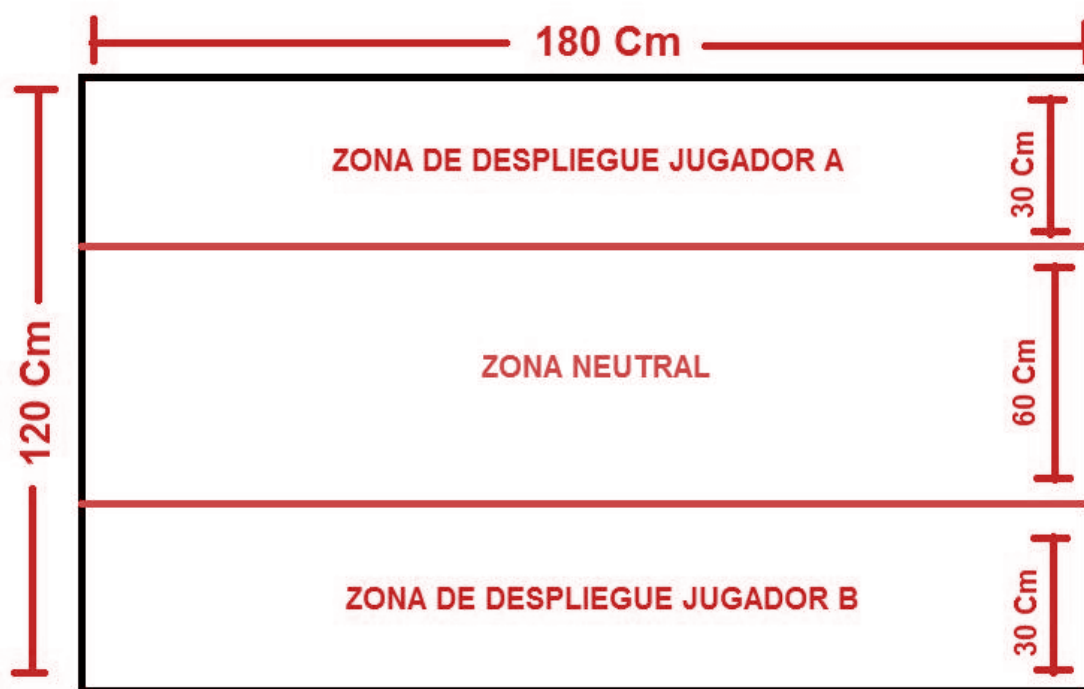 180 Cm
ZONA DE DESPLIEGUE JUGADOR A
30 Cm
120 Cm
ZONA NEUTRAL
60 Cm
ZONA DE DESPLIEGUE JUGADOR B
30 Cm